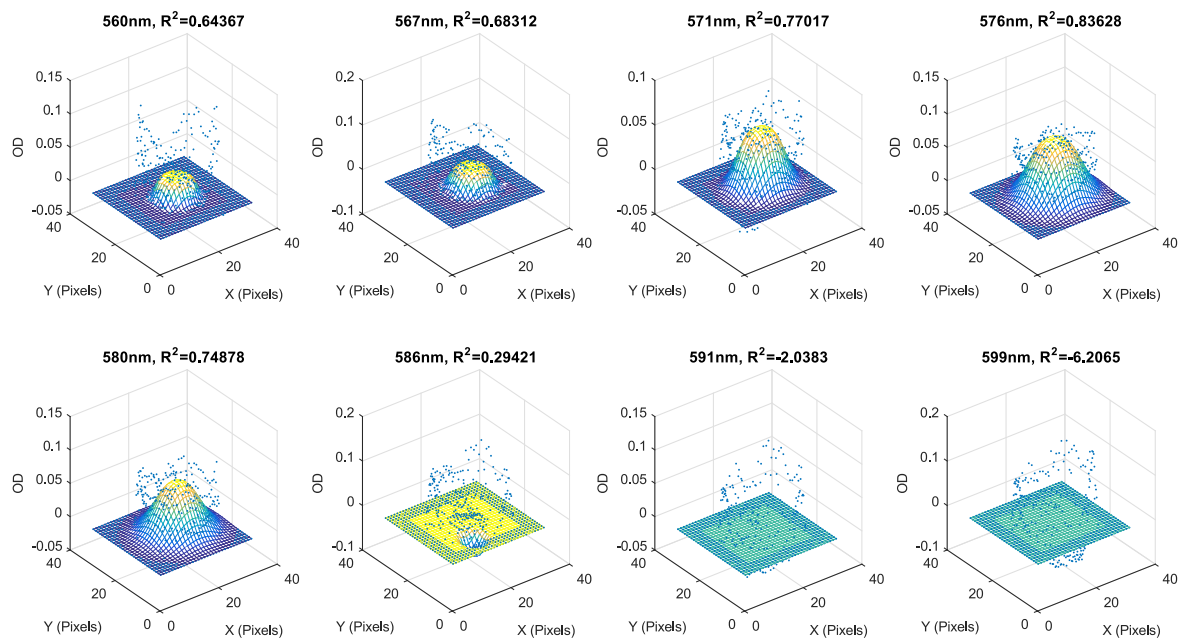 560nm, R²=0.64367
0.15
0.1
0.05
0
-0.05
OD
40
20
0
Y (Pixels)
0
20
40
X (Pixels)
567nm, R²=0.68312
0.2
0.1
0
-0.1
OD
40
20
0
Y (Pixels)
0
20
40
X (Pixels)
571nm, R²=0.77017
0.1
0.05
0
-0.05
OD
40
20
0
Y (Pixels)
0
20
40
X (Pixels)
576nm, R²=0.83628
0.15
0.1
0.05
0
-0.05
OD
40
20
0
Y (Pixels)
0
20
40
X (Pixels)
580nm, R²=0.74878
0.15
0.1
0.05
0
-0.05
OD
40
20
0
Y (Pixels)
0
20
40
X (Pixels)
586nm, R²=0.29421
0.2
0.1
0
-0.1
OD
40
20
0
Y (Pixels)
0
20
40
X (Pixels)
591nm, R²=-2.0383
0.15
0.1
0.05
0
-0.05
OD
40
20
0
Y (Pixels)
0
20
40
X (Pixels)
599nm, R²=-6.2065
0.2
0.1
0
-0.1
OD
40
20
0
Y (Pixels)
0
20
40
X (Pixels)